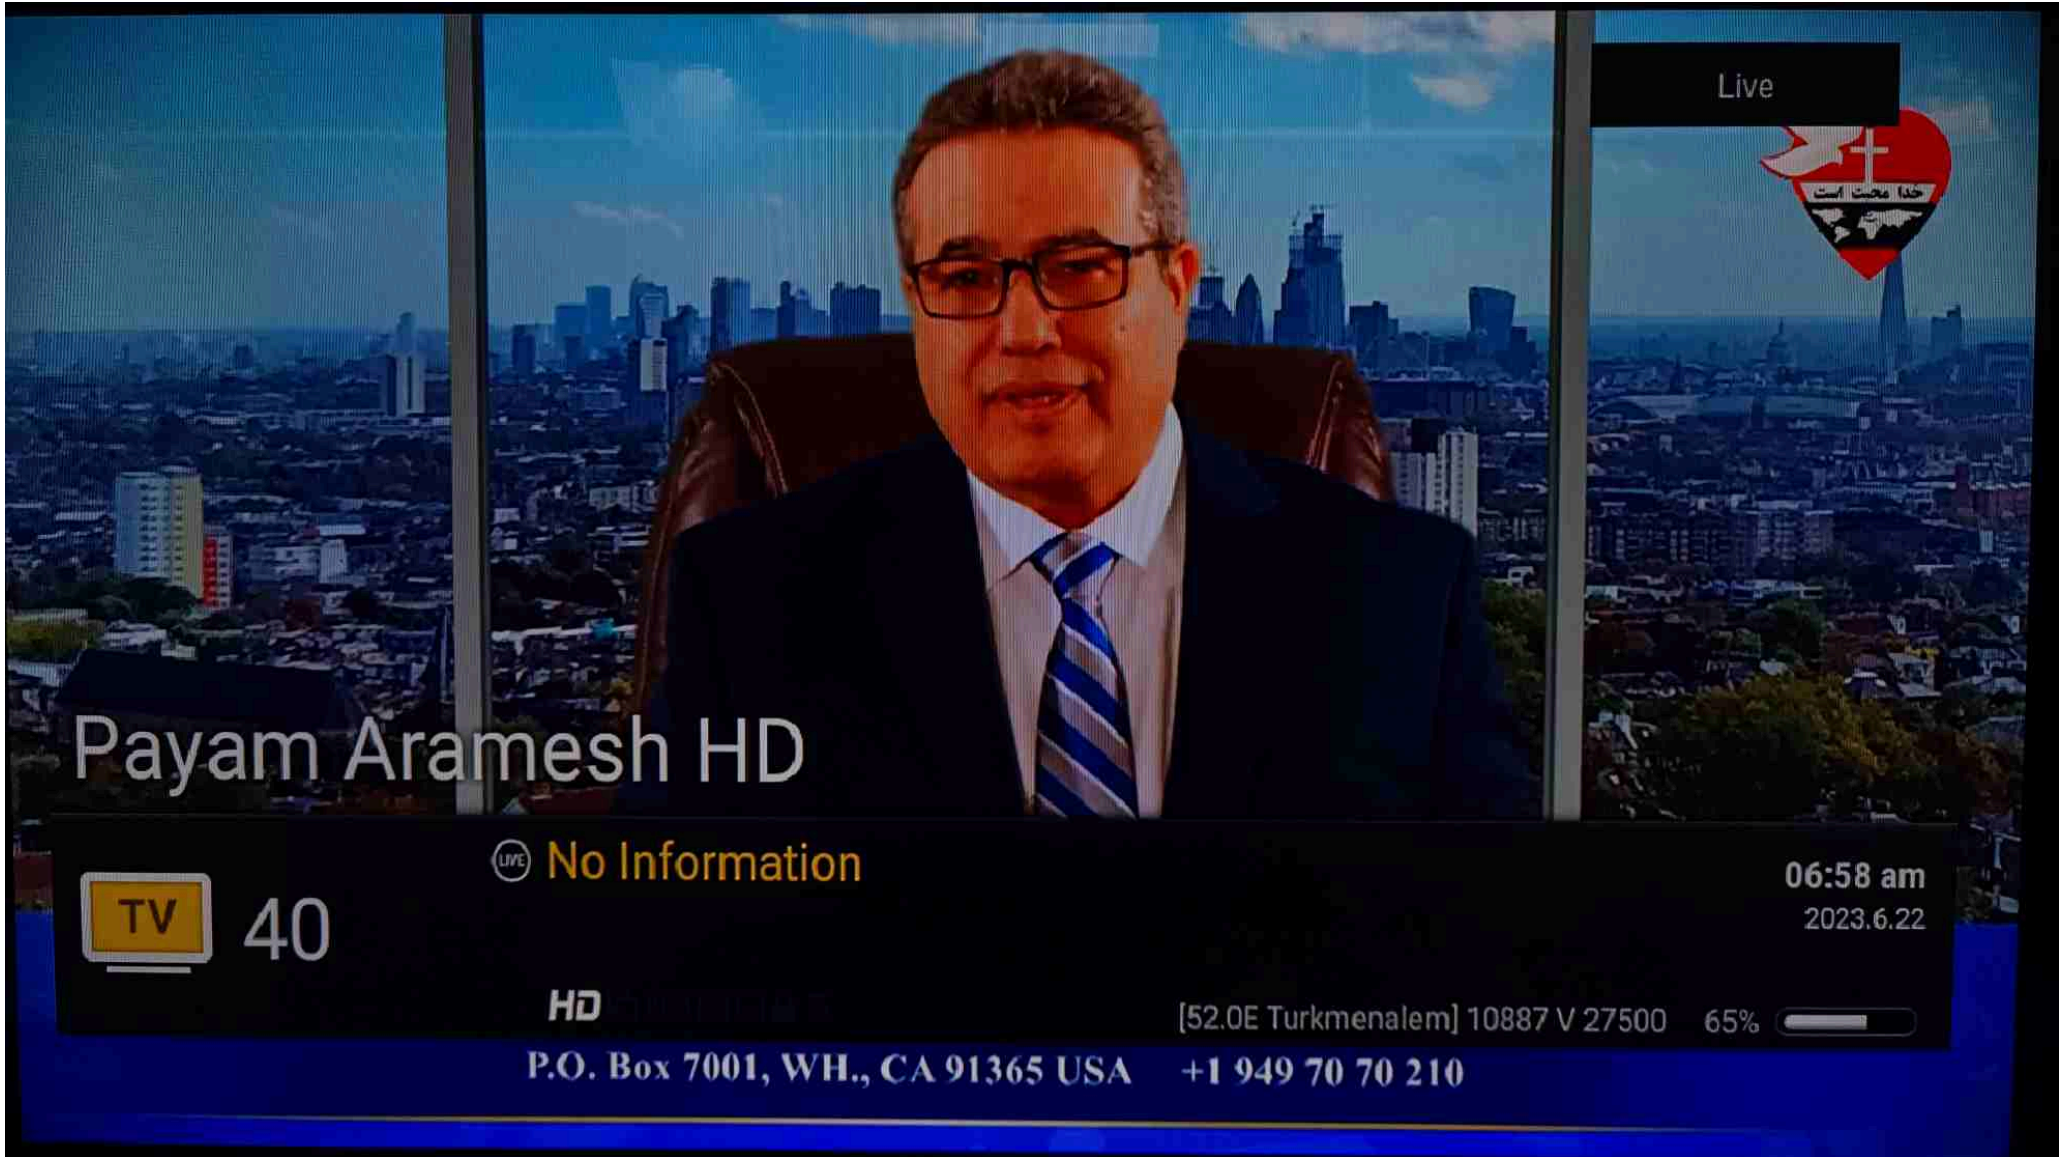 Live
خدا محبت است
Payam Aramesh HD
LIVE No Information
06:58 am
TV 40
2023.6.22
HD
[52.0E Turkmenalem] 10887 V 27500 65%
P.O. Box 7001, WH., CA 91365 USA +1 949 70 70 210